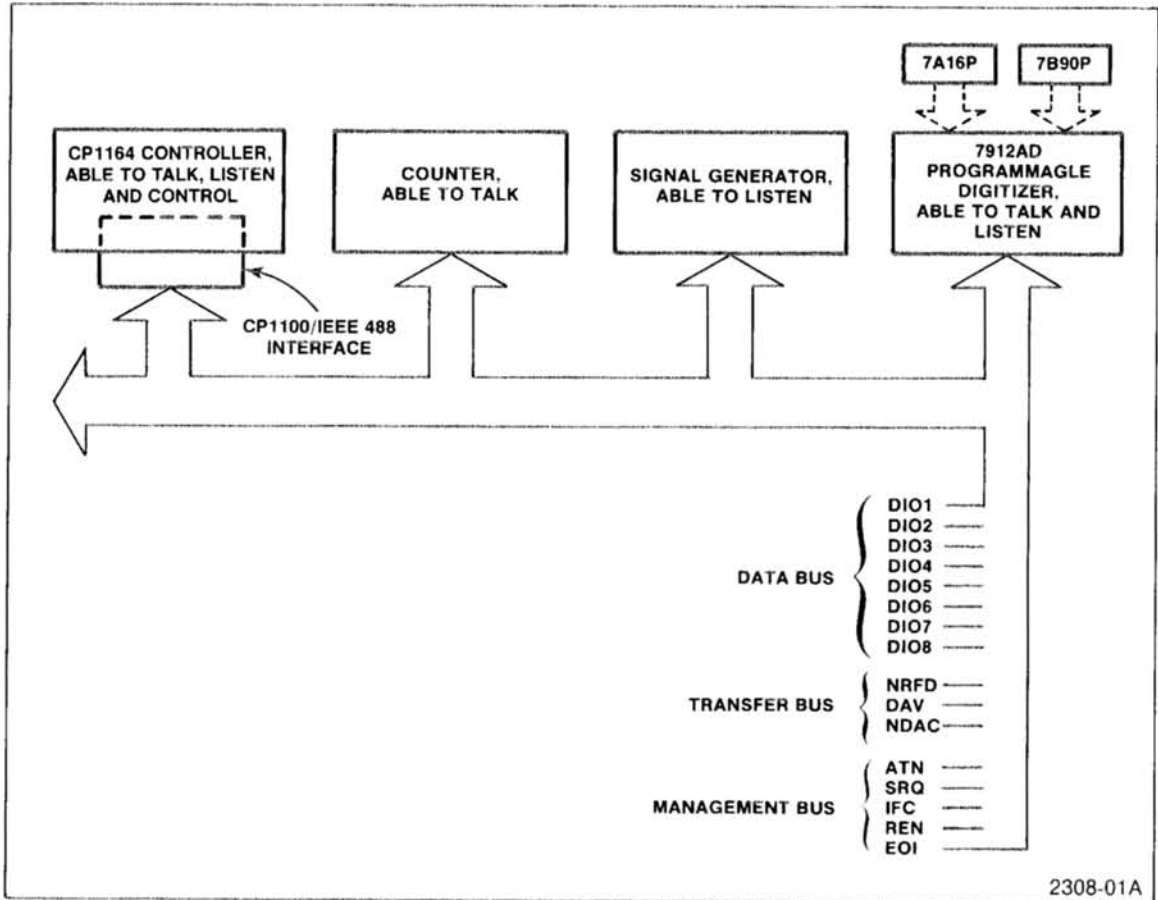 7A16P
7B90P
CP1164 CONTROLLER,
ABLE TO TALK, LISTEN
AND CONTROL
COUNTER,
ABLE TO TALK
SIGNAL GENERATOR,
ABLE TO LISTEN
7912AD
PROGRAMMAGLE
DIGITIZER,
ABLE TO TALK AND
LISTEN
CP1100/IEEE 488
INTERFACE
DATA BUS
DIO1
DIO2
DIO3
DIO4
DIO5
DIO6
DIO7
DIO8
TRANSFER BUS
NRFD
DAV
NDAC
MANAGEMENT BUS
ATN
SRQ
IFC
REN
EOI
2308-01A